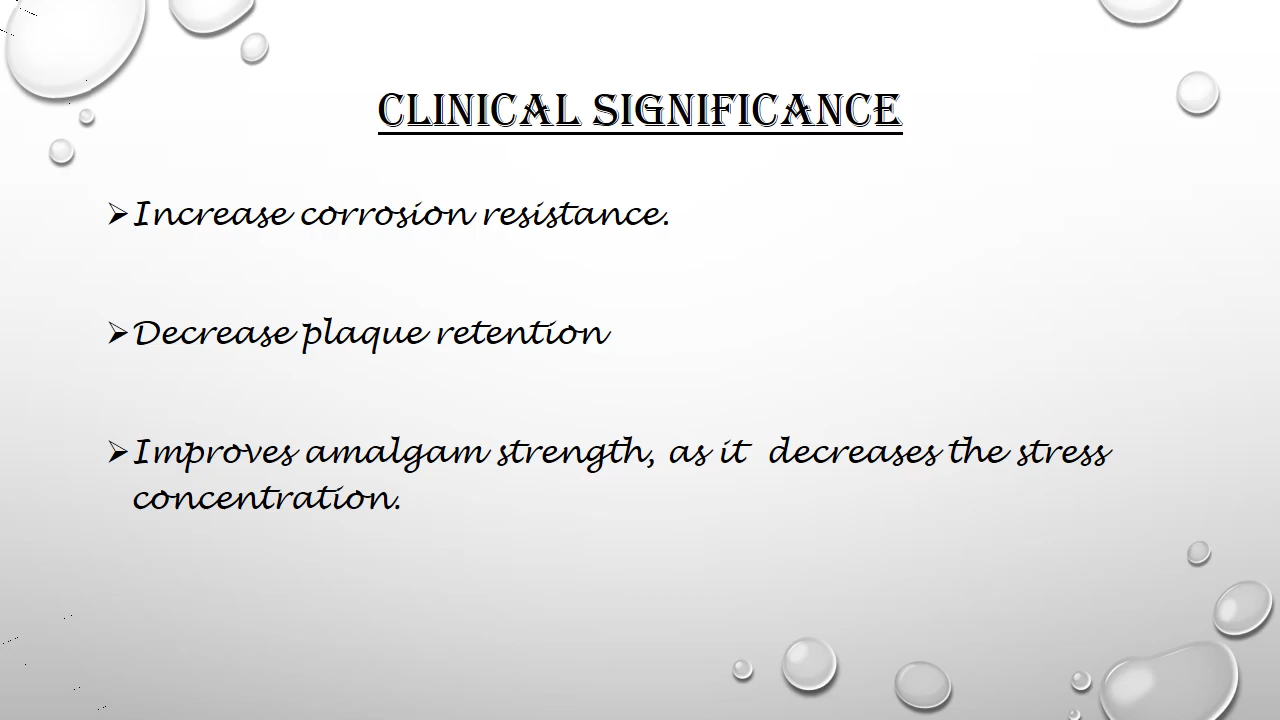 CLINICAL SIGNIFICANCE
➢Increase corrosion resistance.
➢Decrease plaque retention
➢Improves amalgam strength, as it  decreases the stress
concentration.